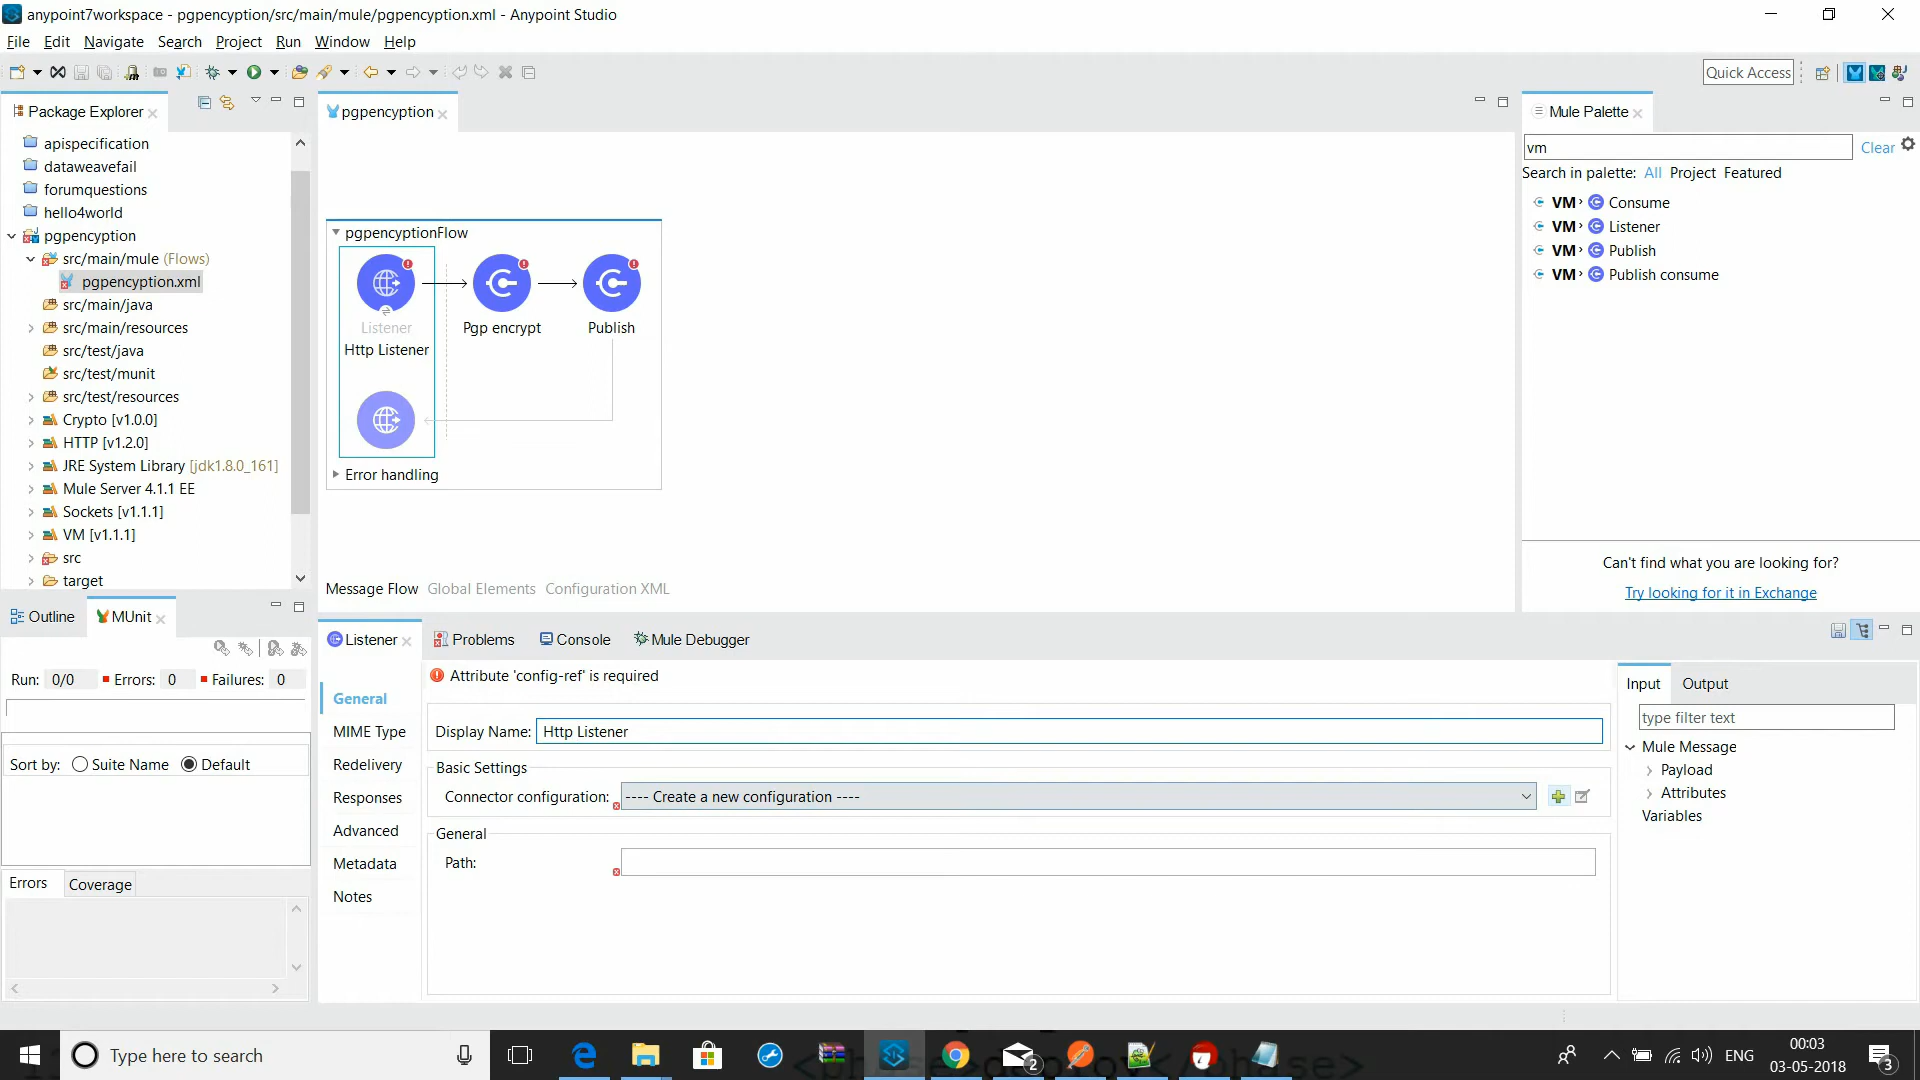 anypoint7workspace - pgpencyption/src/main/mule/pgpencyption.xml - Anypoint Studio
File Edit Navigate Search Project Run Window Help
Quick Access
Package Explorer
apispecification
dataweavefail
forumquestions
hello4world
pgpencyption
src/main/mule (Flows)
pgpencyption.xml
src/main/java
src/main/resources
src/test/java
src/test/munit
src/test/resources
Crypto [v1.0.0]
HTTP [v1.2.0]
JRE System Library [jdk1.8.0_161]
Mule Server 4.1.1 EE
Sockets [v1.1.1]
VM [v1.1.1]
src
target
pgpencyption
pgpencyptionFlow
Listener
Http Listener
Pgp encrypt
Publish
Error handling
Message Flow Global Elements Configuration XML
Mule Palette
vm
Clear
Search in palette: All Project Featured
VM Consume
VM Listener
VM Publish
VM Publish consume
Can't find what you are looking for?
Try looking for it in Exchange
Outline MUnit
Run: 0/0 Errors: 0 Failures: 0
Sort by: Suite Name Default
Errors Coverage
Listener Problems Console Mule Debugger
General
MIME Type
Redelivery
Responses
Advanced
Metadata
Notes
Attribute 'config-ref' is required
Display Name: Http Listener
Basic Settings
Connector configuration: ---- Create a new configuration ----
General
Path:
Input Output
type filter text
Mule Message
Payload
Attributes
Variables
Type here to search
2
ENG
00:03
03-05-2018
3